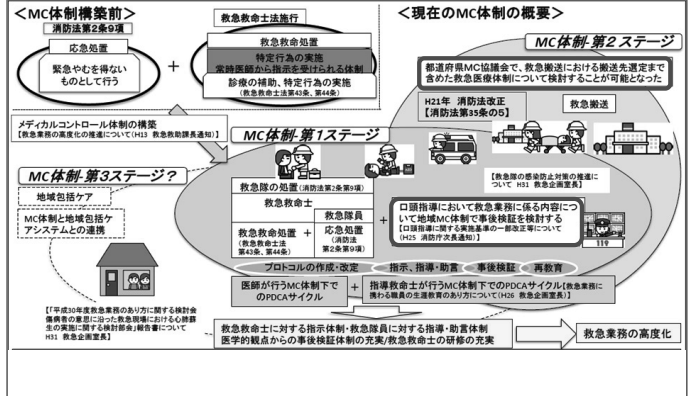 ＜MC体制構築前＞
消防法第2条9項
応急処置
緊急やむを得ない
ものとして行う
＋
救急救命士法施行
救急救命処置
特定行為の実施
常時医師から指示を受けられる体制
診療の補助、特定行為の実施
（救急救命士法第43条、第44条）
＜現在のMC体制の概要＞
MC体制-第２ステージ
都道府県MC協議会で、救急搬送における搬送先選定まで
含めた救急医療体制について検討することが可能となった
H21年　消防法改正
【消防法第35条の5】
救急搬送
【救急隊の感染防止対策の推進に
ついて　H31　救急企画室長】
メディカルコントロール体制の構築
【救急業務の高度化の推進について（H13　救急救助課長通知）】
MC体制-第１ステージ
救急隊の処置（消防法第2条第9項）
救急救命士
救急隊員
救急救命処置
（救急救命士法
第43条、第44条）
＋
応急処置
（消防法
第2条第9項）
＋
口頭指導において救急業務に係る内容に
ついて地域MC体制で事後検証を検討する
【口頭指導に関する実施基準の一部改正等について
（H25　消防庁次長通知）】
119
プロトコルの作成・改定
指示、指導・助言
事後検証
再教育
医師が行うMC体制下で
のPDCAサイクル
＋
指導救命士が行うMC体制下でのPDCAサイクル【救急業務に
携わる職員の生涯教育のあり方について（H26　救急企画室長）】
MC体制-第３ステージ？
地域包括ケア
MC体制と地域包括ケ
アシステムとの連携
【「平成30年度救急業務のあり方に関する検討会
傷病者の意思に沿った救急現場における心肺蘇
生の実施に関する検討部会」報告書について
H31　救急企画室長】
救急救命士に対する指示体制・救急隊員に対する指導・助言体制
医学的観点からの事後検証体制の充実/救急救命士の研修の充実
救急業務の高度化